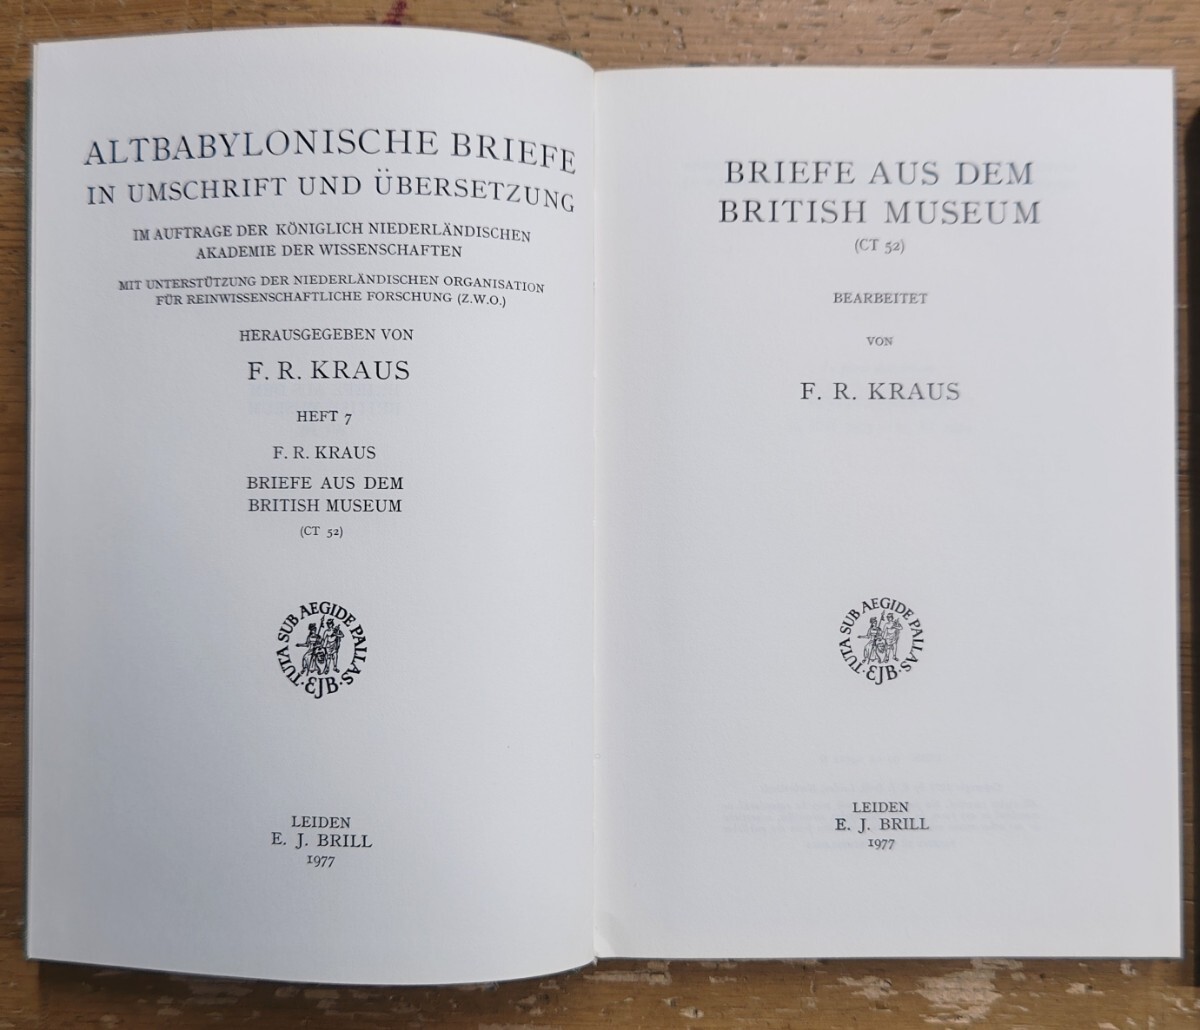 ALTBABYLONISCHE BRIEFE
IN UMSCHRIFT UND ÜBERSETZUNG
IM AUFTRAGE DER KÖNIGLICH NIEDERLÄNDISCHEN
AKADEMIE DER WISSENSCHAFTEN
MIT UNTERSTÜTZUNG DER NIEDERLÄNDISCHEN ORGANISATION
FÜR REINWISSENSCHAFTLICHE FORSCHUNG (Z.W.O.)
HERAUSGEGEBEN VON
F. R. KRAUS
HEFT 7
F. R. KRAUS
BRIEFE AUS DEM
BRITISH MUSEUM
(CT 52)
TUTA SUB AEGIDE PALLAS · EJB ·
LEIDEN
E. J. BRILL
1977
BRIEFE AUS DEM
BRITISH MUSEUM
(CT 52)
BEARBEITET
VON
F. R. KRAUS
TUTA SUB AEGIDE PALLAS · EJB ·
LEIDEN
E. J. BRILL
1977